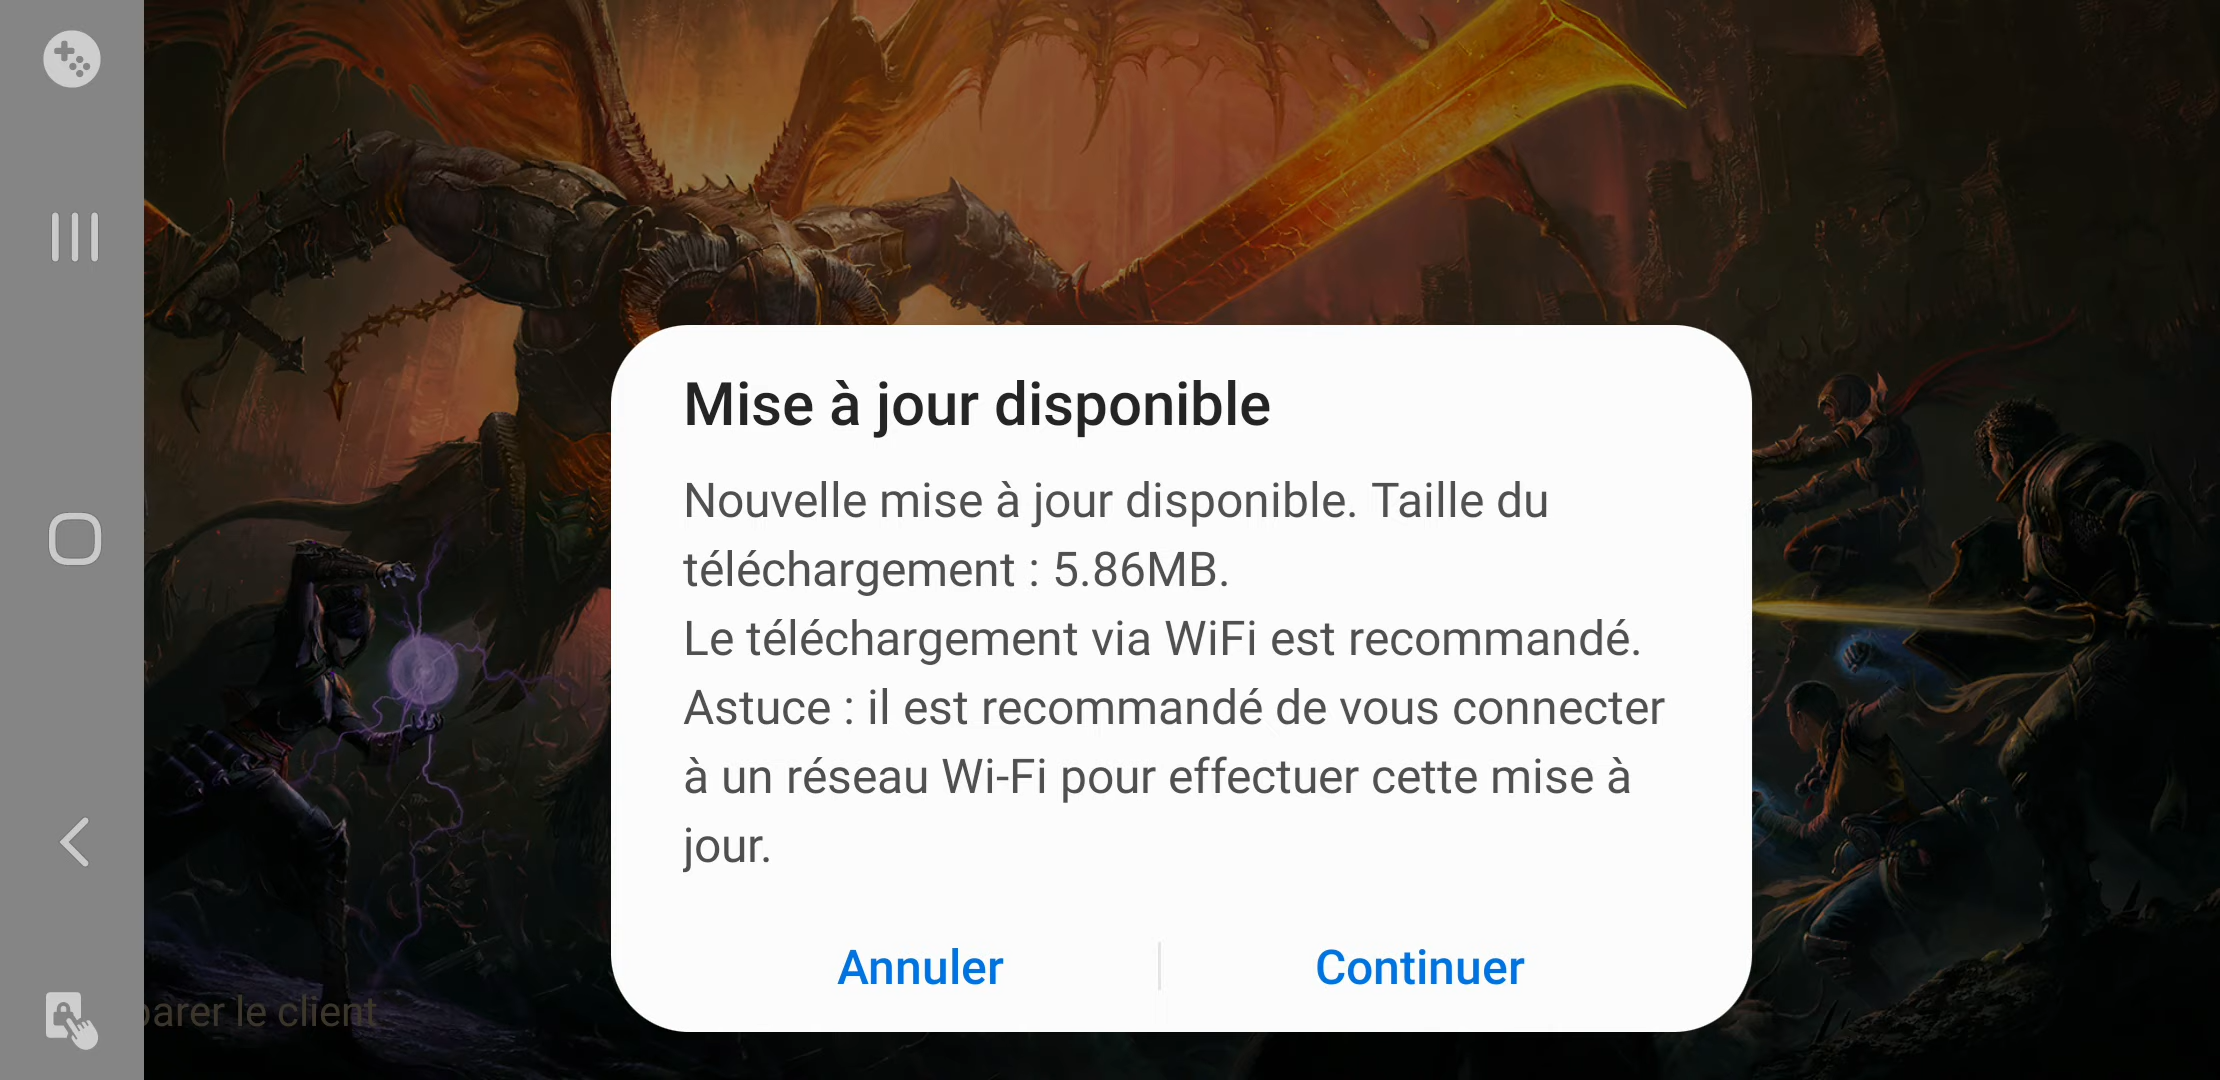 Mise à jour disponible
Nouvelle mise à jour disponible. Taille du
téléchargement : 5.86MB.
Le téléchargement via WiFi est recommandé.
Astuce : il est recommandé de vous connecter
à un réseau Wi-Fi pour effectuer cette mise à
jour.
Annuler
Continuer
parer le client